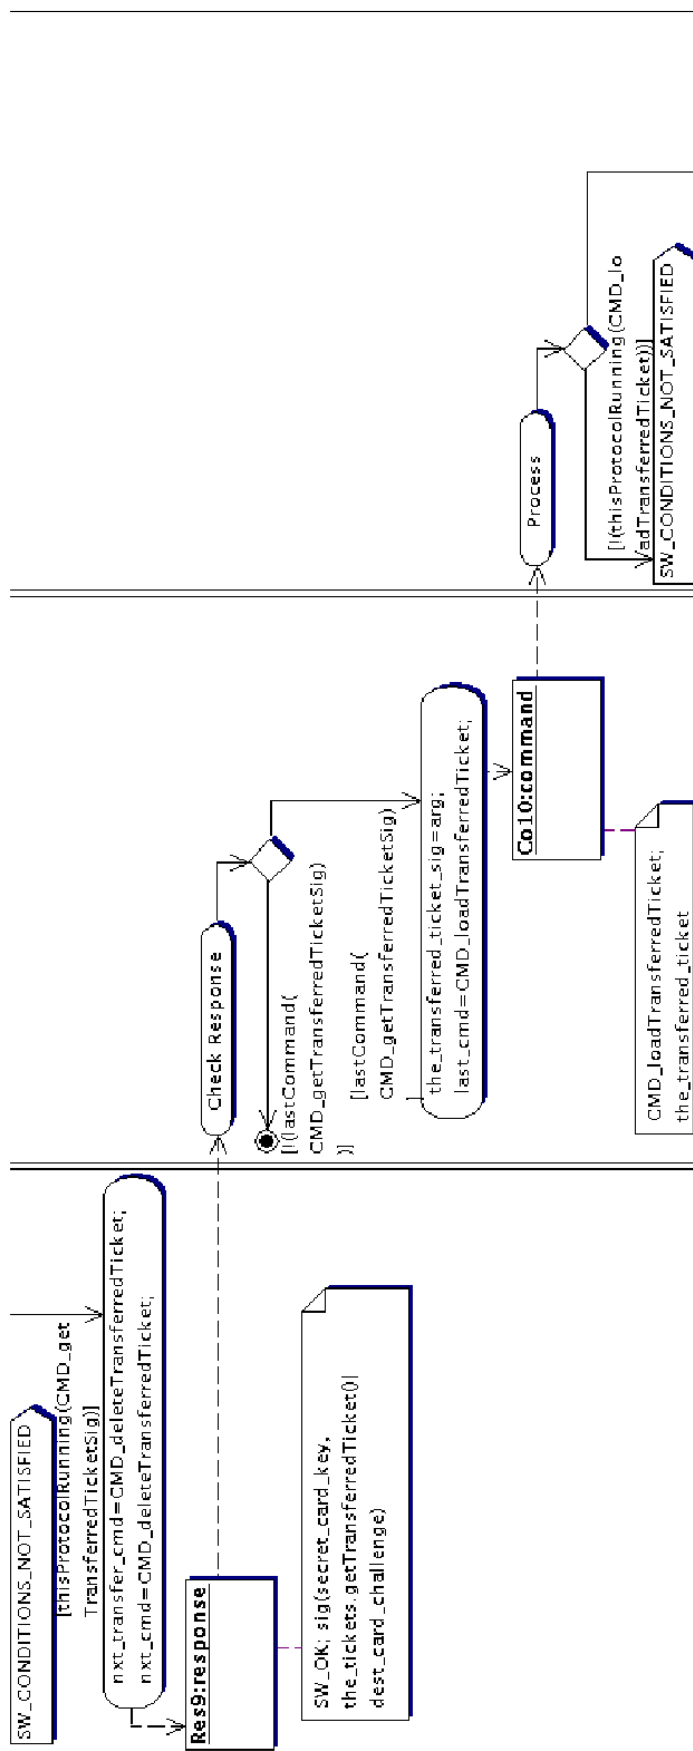 SW_CONDITIONS_NOT_SATISFIED
[thisProtocolRunning(CMD_get
TransferredTicketSig)]
nxt_transfer_cmd=CMD_deleteTransferredTicket;
nxt_cmd=CMD_deleteTransferredTicket;
Res9:response
SW_OK; sig(secret_card_key,
the_tickets.getTransferredTicket()|
dest_card_challenge)
Check Response
[!(lastCommand(
CMD_getTransferredTicketSig)
)]
[lastCommand(
CMD_getTransferredTicketSig)
]
the_transferred_ticket_sig=arg;
last_cmd=CMD_loadTransferredTicket;
Co10:command
CMD_loadTransferredTicket;
the_transferred_ticket
Process
[!(thisProtocolRunning(CMD_lo
adTransferredTicket))]
SW_CONDITIONS_NOT_SATISFIED